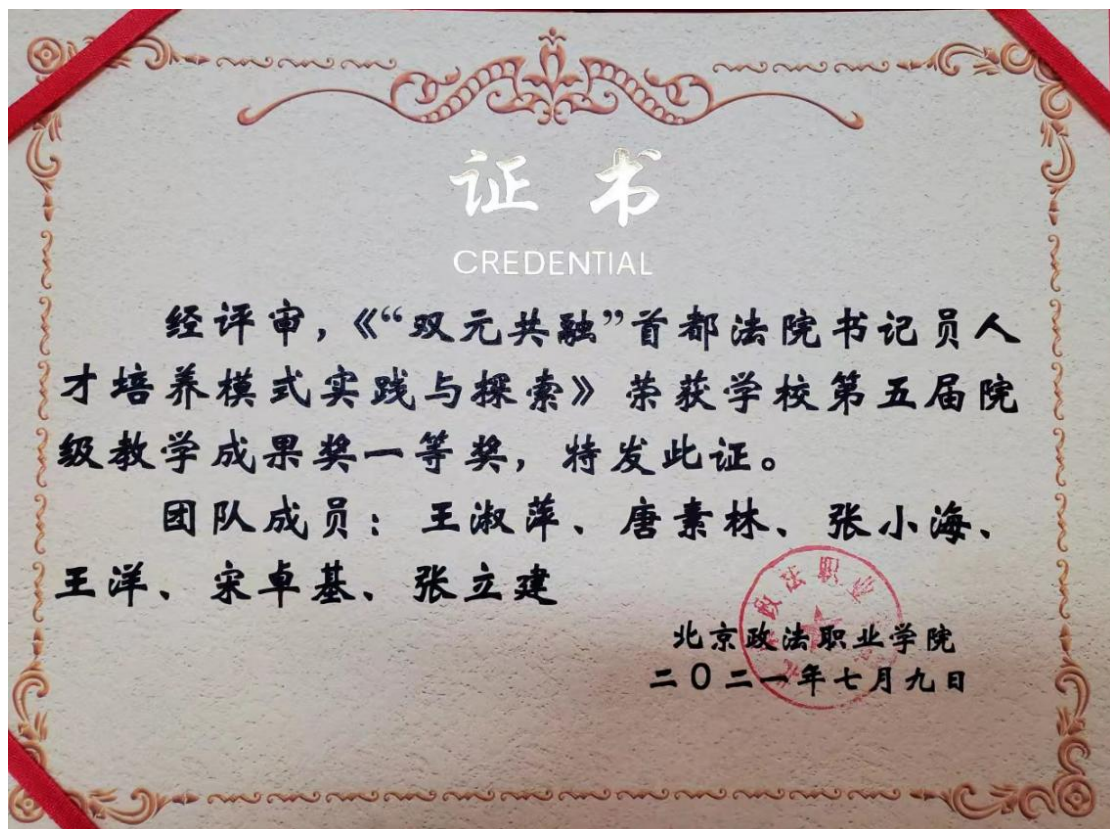 证书
CREDENTIAL
经评审，《“双元共融”首都法院书记员人
才培养模式实践与探索》荣获学校第五届院
级教学成果奖一等奖，特发此证。
团队成员：王淑萍、唐素林、张小海、
王洋、宋卓基、张立建
北京政法职业学院
二〇二一年七月九日